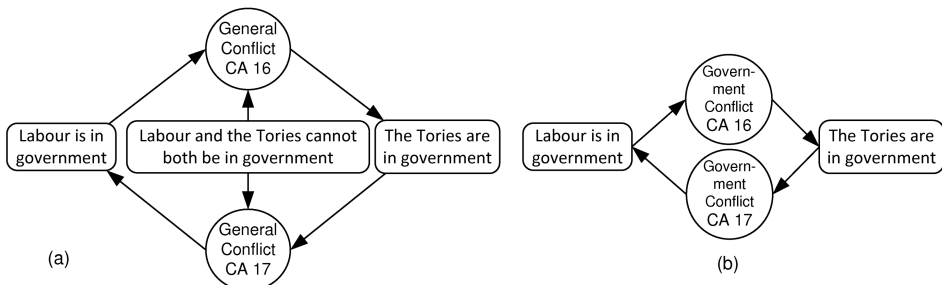 General
Conflict
CA 16
Labour is in
government
Labour and the Tories cannot
both be in government
The Tories are
in government
General
Conflict
CA 17
(a)
Govern-
ment
Conflict
CA 16
Labour is in
government
The Tories are
in government
Govern-
ment
Conflict
CA 17
(b)